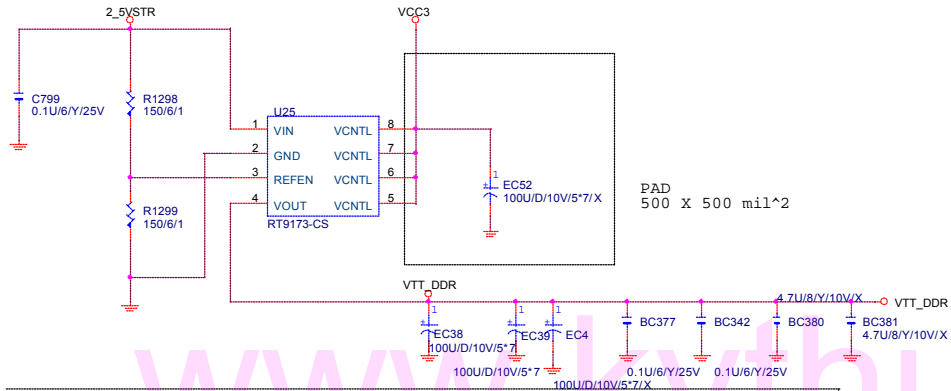 2_5VSTR
VCC3
C799
0.1U/6/Y/25V
R1298
150/6/1
U25
1 VIN VCNTL 8
2 GND VCNTL 7
3 REFEN VCNTL 6
4 VOUT VCNTL 5
RT9173-CS
1
EC52
100U/D/10V/5*7/X
PAD
500 X 500 mil^2
R1299
150/6/1
VTT_DDR
4.7U/8/Y/10V/X
VTT_DDR
1
EC38
100U/D/10V/5*7
1
EC39
100U/D/10V/5*7
1
EC4
100U/D/10V/5*7/X
BC377
0.1U/6/Y/25V
BC342
0.1U/6/Y/25V
BC380
BC381
4.7U/8/Y/10V/X